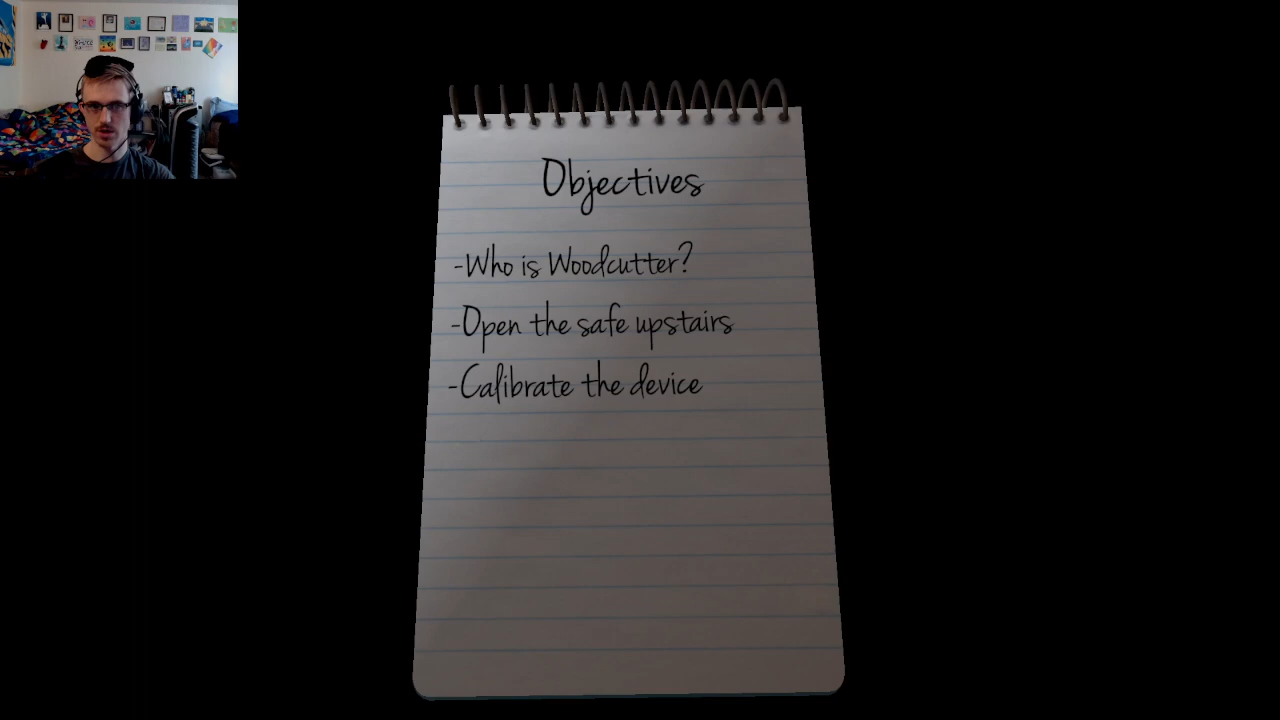 Objectives
-Who is Woodcutter?
-Open the safe upstairs
-Calibrate the device